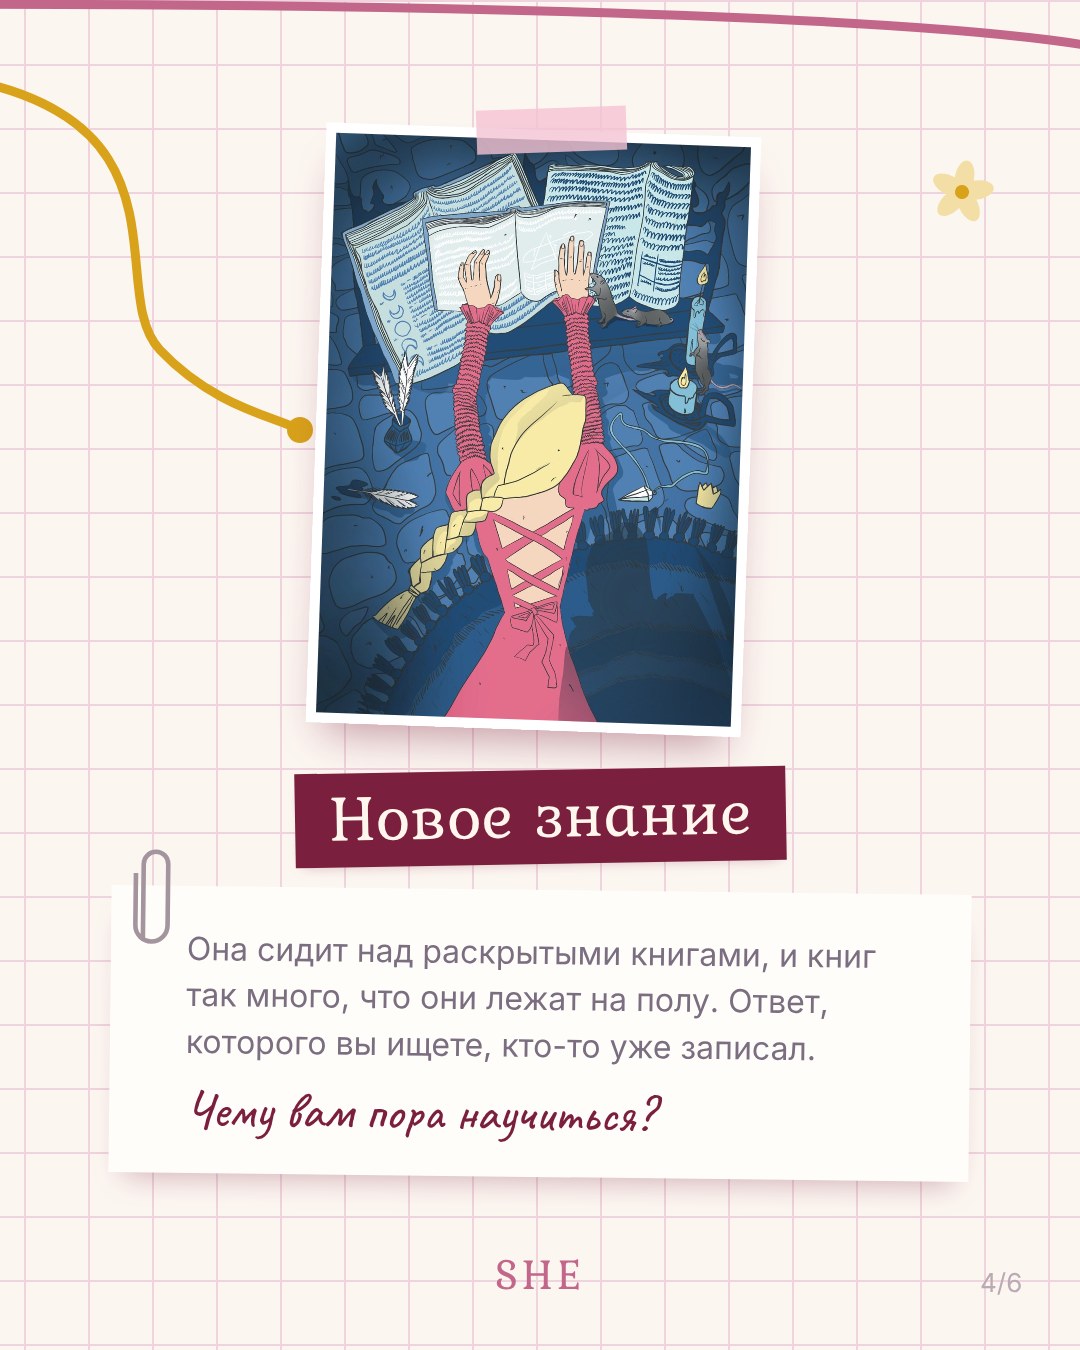 Новое знание
Она сидит над раскрытыми книгами, и книг
так много, что они лежат на полу. Ответ,
которого вы ищете, кто-то уже записал.
Чему вам пора научиться?
SHE
4/6